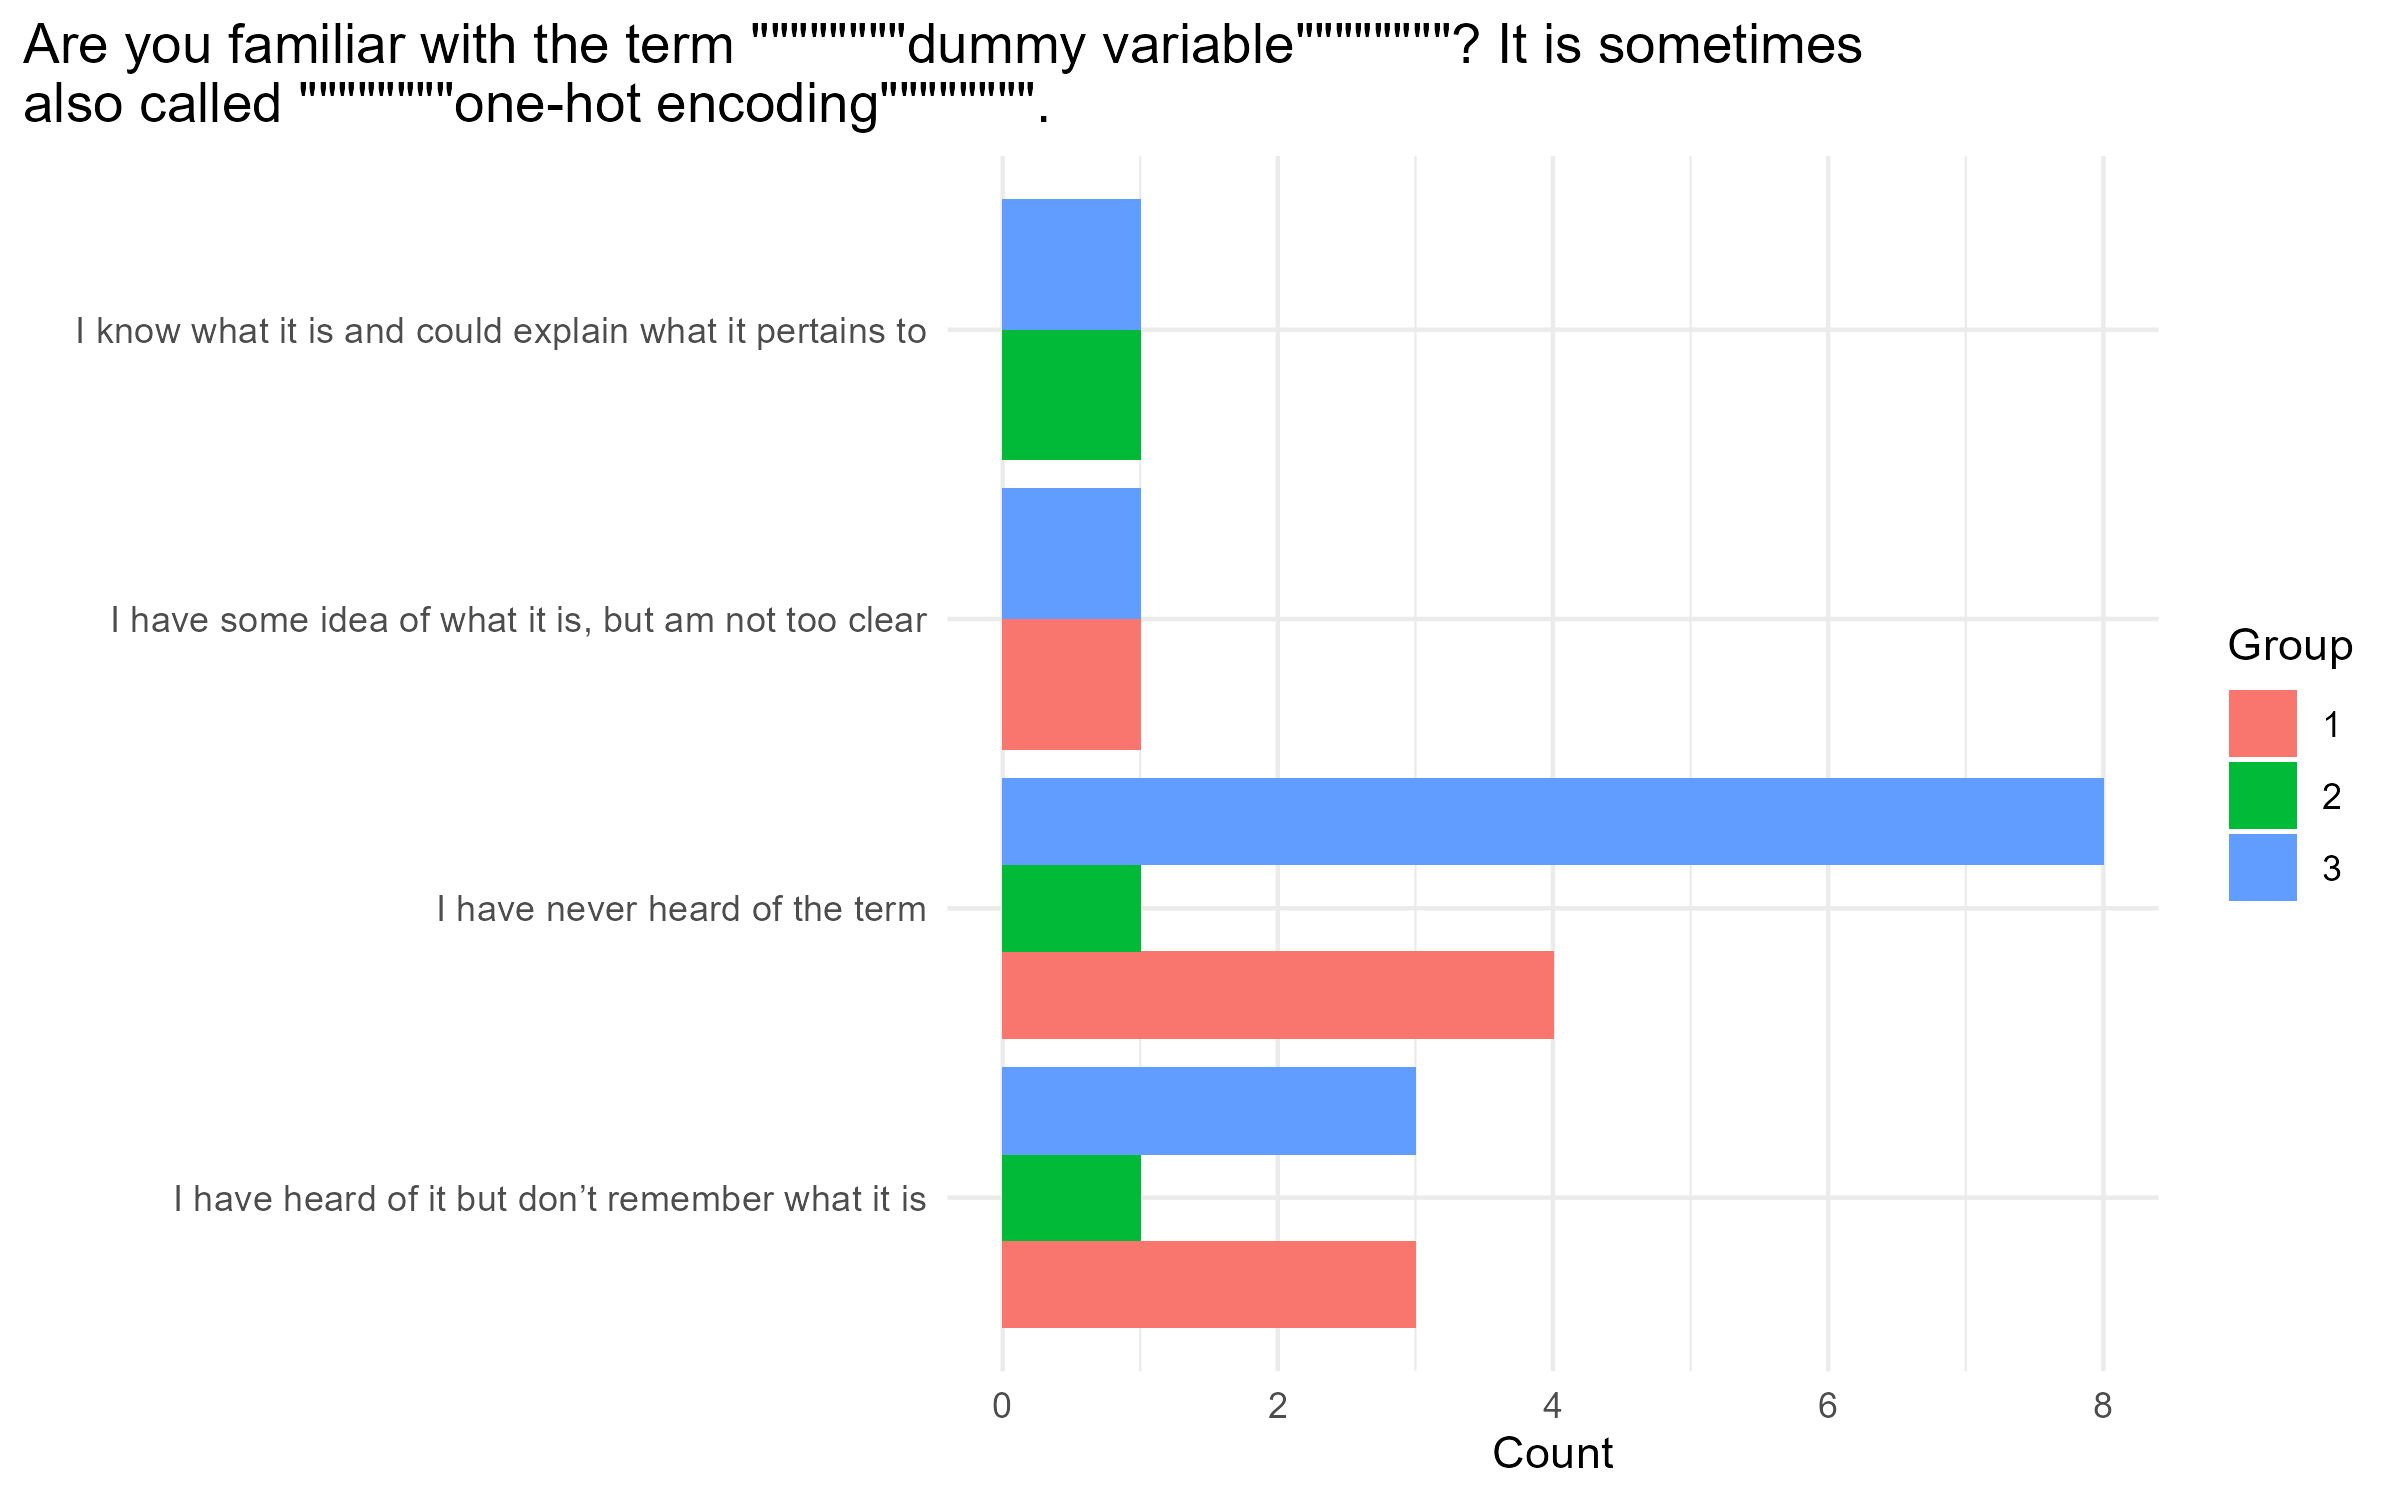 Are you familiar with the term """"""""dummy variable""""""""? It is sometimes
also called """"""""one-hot encoding"""""""".
I know what it is and could explain what it pertains to
I have some idea of what it is, but am not too clear
I have never heard of the term
I have heard of it but don’t remember what it is
Group
1
2
3
0 2 4 6 8
Count